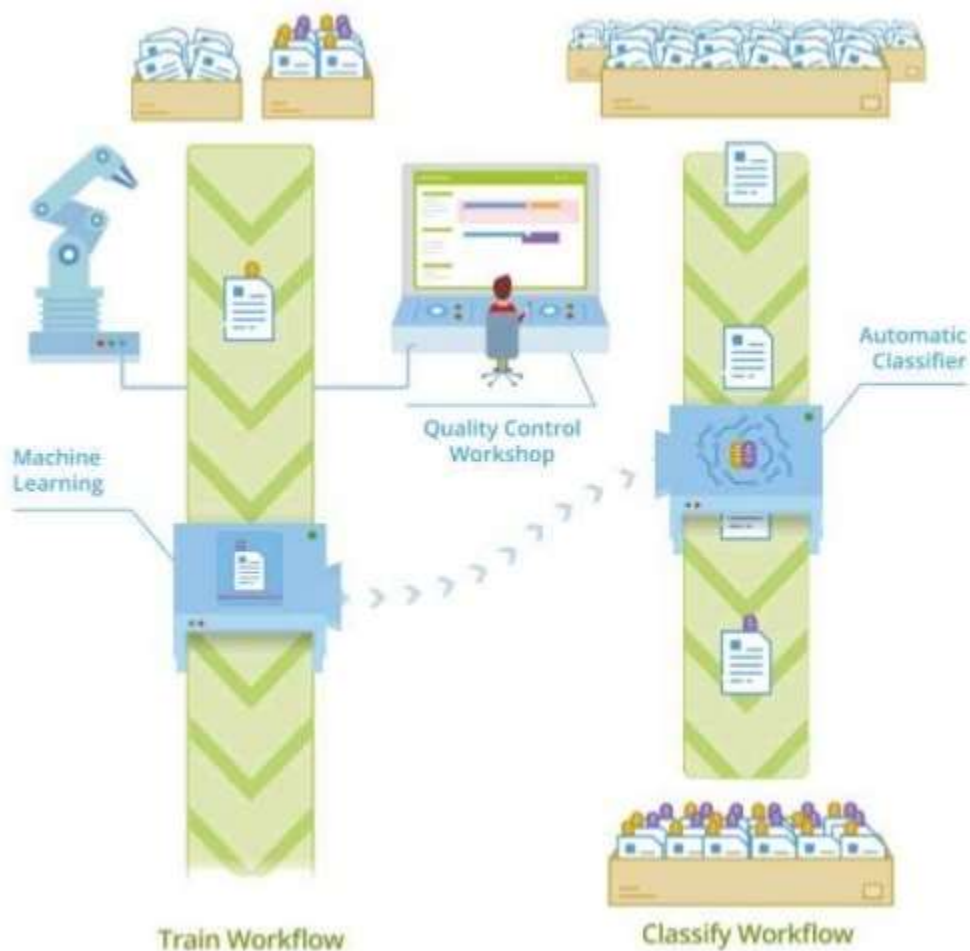 Automatic
Classifier
Quality Control
Workshop
Machine
Learning
Train Workflow
Classify Workflow